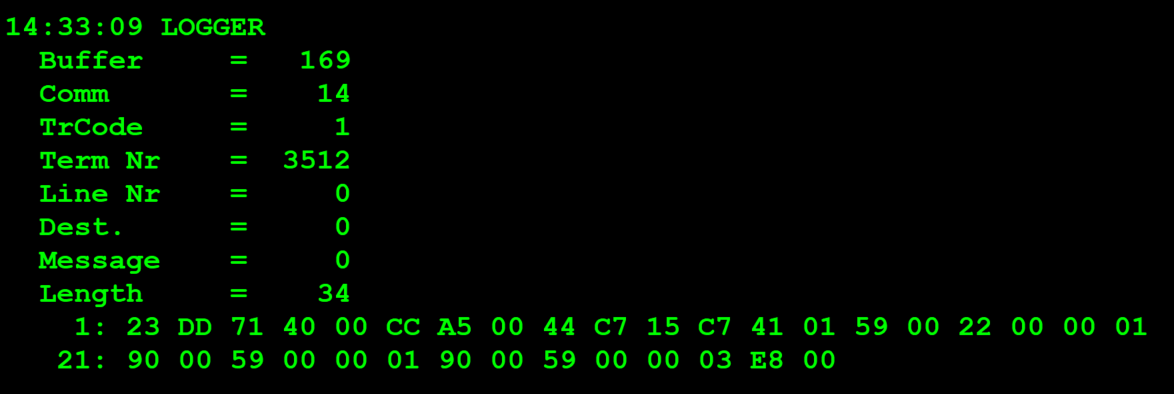 14:33:09 LOGGER
Buffer = 169
Comm = 14
TrCode = 1
Term Nr = 3512
Line Nr = 0
Dest. = 0
Message = 0
Length = 34
1: 23 DD 71 40 00 CC A5 00 44 C7 15 C7 41 01 59 00 22 00 00 01
21: 90 00 59 00 00 01 90 00 59 00 00 03 E8 00